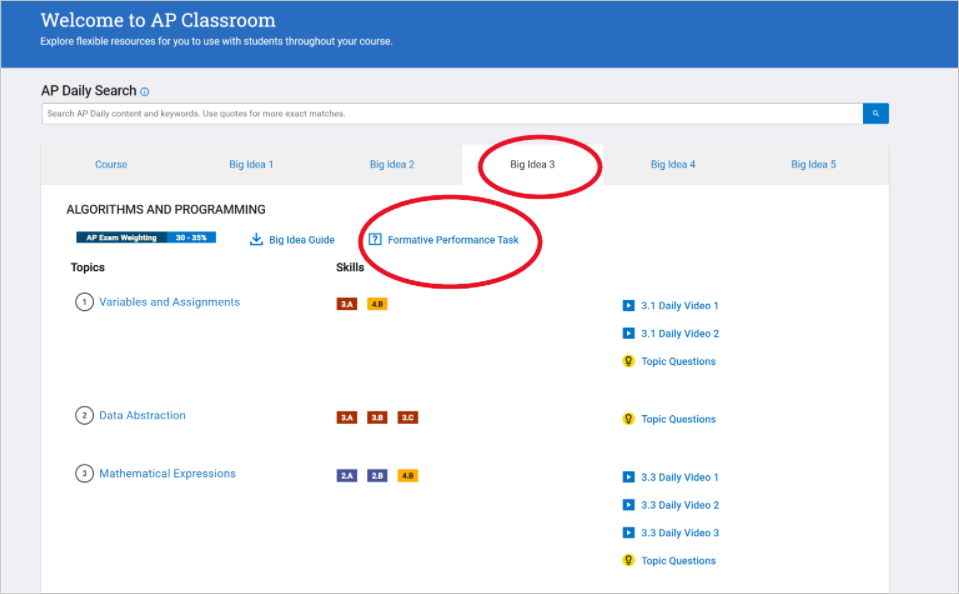 Welcome to AP Classroom
Explore flexible resources for you to use with students throughout your course.
AP Daily Search
Search AP Daily content and keywords. Use quotes for more exact matches.
Course Big Idea 1 Big Idea 2 Big Idea 3 Big Idea 4 Big Idea 5
ALGORITHMS AND PROGRAMMING
AP Exam Weighting 30 - 35% Big Idea Guide ? Formative Performance Task
Topics Skills
1 Variables and Assignments 3.A 4.B 3.1 Daily Video 1
3.1 Daily Video 2
Topic Questions
2 Data Abstraction 3.A 3.B 3.C Topic Questions
3 Mathematical Expressions 2.A 2.B 4.B 3.3 Daily Video 1
3.3 Daily Video 2
3.3 Daily Video 3
Topic Questions